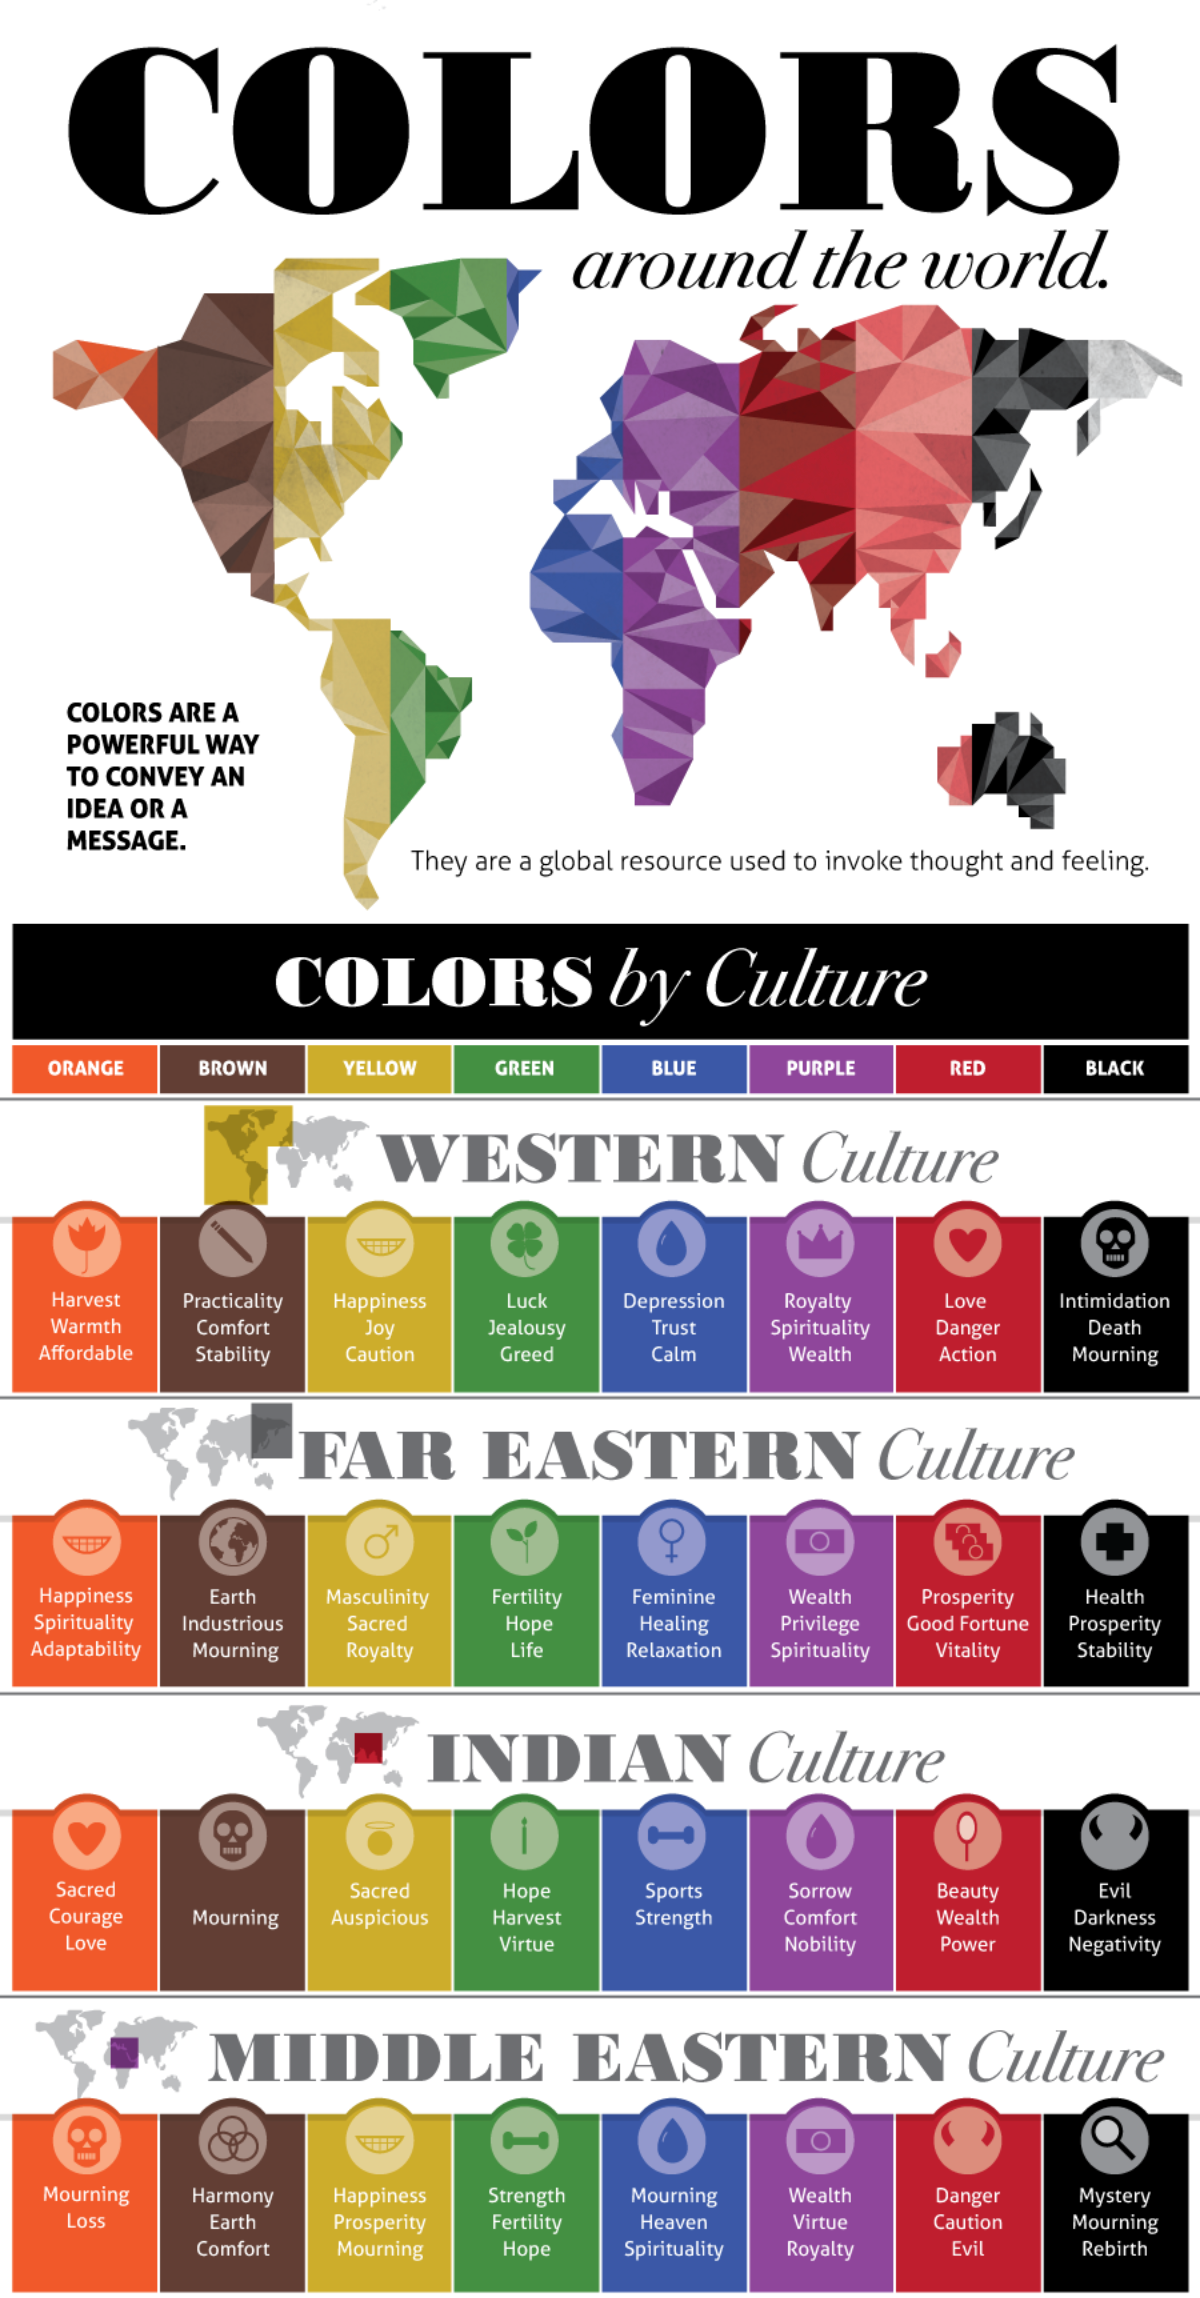 COLORS
around the world.
COLORS ARE A
POWERFUL WAY
TO CONVEY AN
IDEA OR A
MESSAGE.
They are a global resource used to invoke thought and feeling.
COLORS by Culture
ORANGE BROWN YELLOW GREEN BLUE PURPLE RED BLACK
WESTERN Culture
Harvest
Warmth
Affordable
Practicality
Comfort
Stability
Happiness
Joy
Caution
Luck
Jealousy
Greed
Depression
Trust
Calm
Royalty
Spirituality
Wealth
Love
Danger
Action
Intimidation
Death
Mourning
FAR EASTERN Culture
Happiness
Spirituality
Adaptability
Earth
Industrious
Mourning
Masculinity
Sacred
Royalty
Fertility
Hope
Life
Feminine
Healing
Relaxation
Wealth
Privilege
Spirituality
Prosperity
Good Fortune
Vitality
Health
Prosperity
Stability
INDIAN Culture
Sacred
Courage
Love
Mourning
Sacred
Auspicious
Hope
Harvest
Virtue
Sports
Strength
Sorrow
Comfort
Nobility
Beauty
Wealth
Power
Evil
Darkness
Negativity
MIDDLE EASTERN Culture
Mourning
Loss
Harmony
Earth
Comfort
Happiness
Prosperity
Mourning
Strength
Fertility
Hope
Mourning
Heaven
Spirituality
Wealth
Virtue
Royalty
Danger
Caution
Evil
Mystery
Mourning
Rebirth